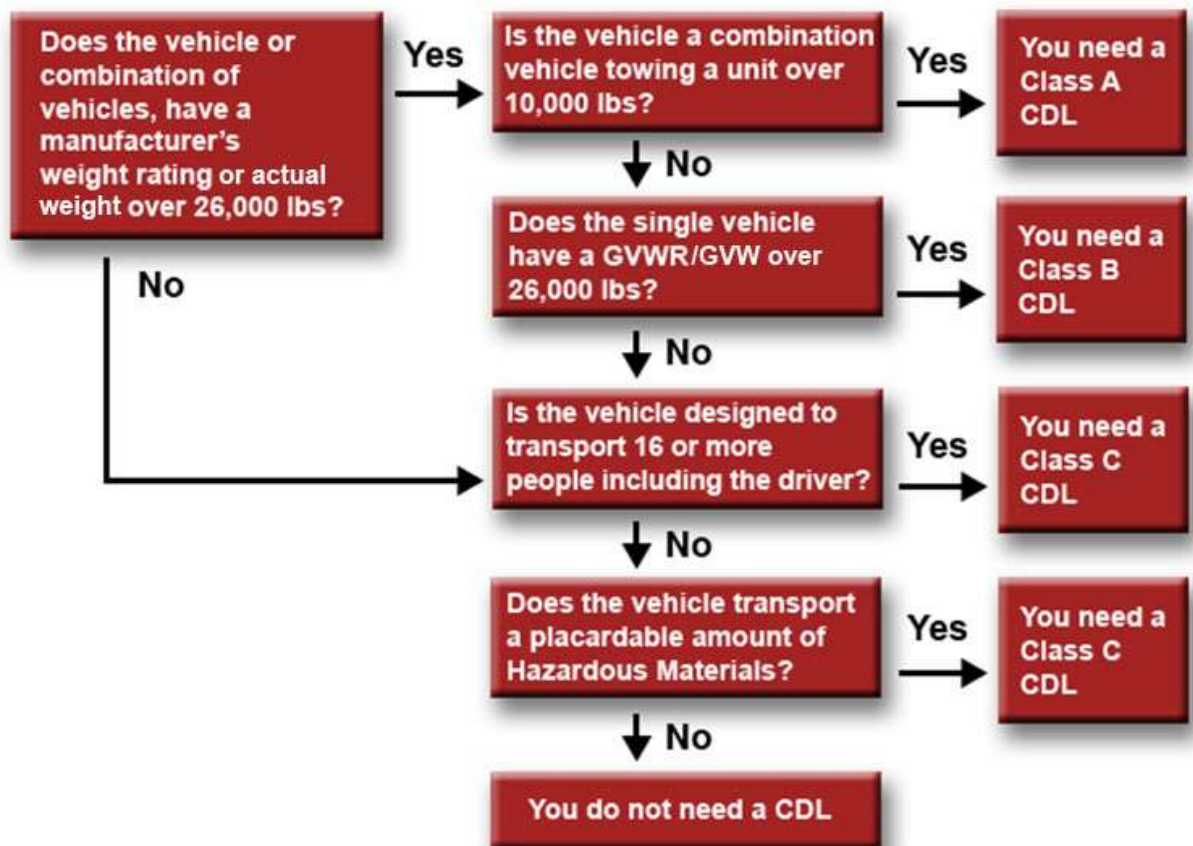 Does the vehicle or
combination of
vehicles, have a
manufacturer's
weight rating or actual
weight over 26,000 lbs?
Yes
Is the vehicle a combination
vehicle towing a unit over
10,000 lbs?
Yes
You need a
Class A
CDL
No
No
Does the single vehicle
have a GVWR/GVW over
26,000 lbs?
Yes
You need a
Class B
CDL
No
Is the vehicle designed to
transport 16 or more
people including the driver?
Yes
You need a
Class C
CDL
No
Does the vehicle transport
a placardable amount of
Hazardous Materials?
Yes
You need a
Class C
CDL
No
You do not need a CDL